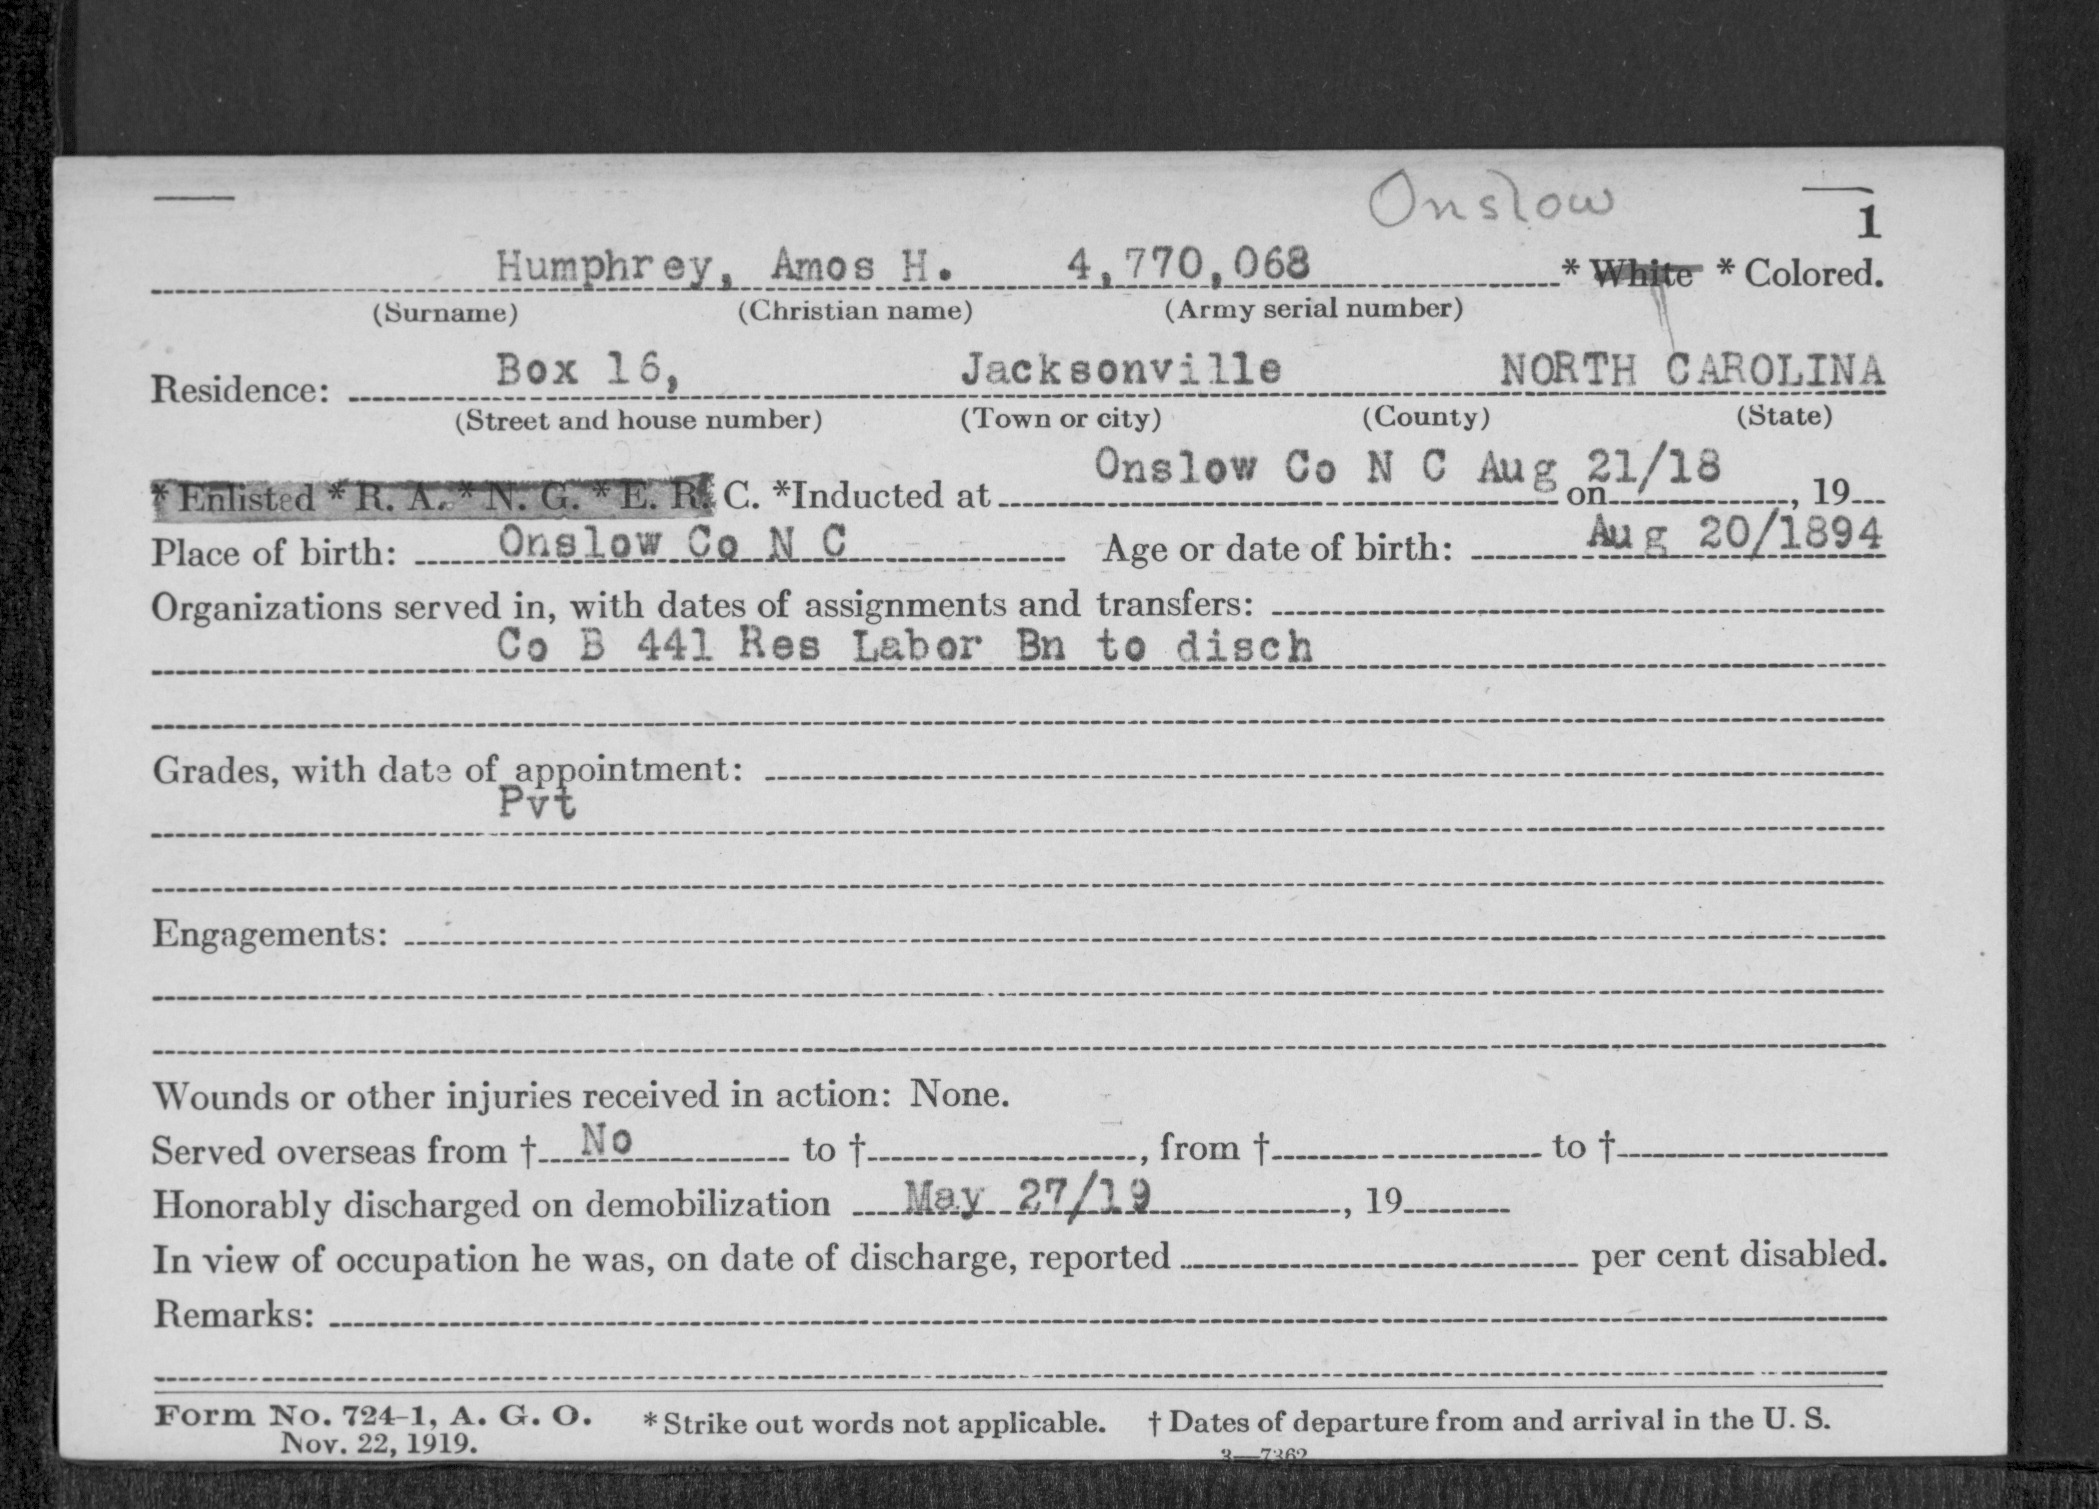 Onslow
1
Humphrey, Amos H. 4,770,068 * White * Colored.
(Surname) (Christian name) (Army serial number)
Residence: Box 16, Jacksonville NORTH CAROLINA
(Street and house number) (Town or city) (County) (State)
* Enlisted * R. A. * N. G. * E. R. C. *Inducted at Onslow Co N C Aug 21/18 on , 19
Place of birth: Onslow Co N C Age or date of birth: Aug 20/1894
Organizations served in, with dates of assignments and transfers:
Co B 441 Res Labor Bn to disch
Grades, with date of appointment:
Pvt
Engagements:
Wounds or other injuries received in action: None.
Served overseas from † No to † , from † to †
Honorably discharged on demobilization May 27/19 , 19
In view of occupation he was, on date of discharge, reported per cent disabled.
Remarks:
Form No. 724-1, A. G. O. * Strike out words not applicable. † Dates of departure from and arrival in the U. S.
Nov. 22, 1919. 3—7362